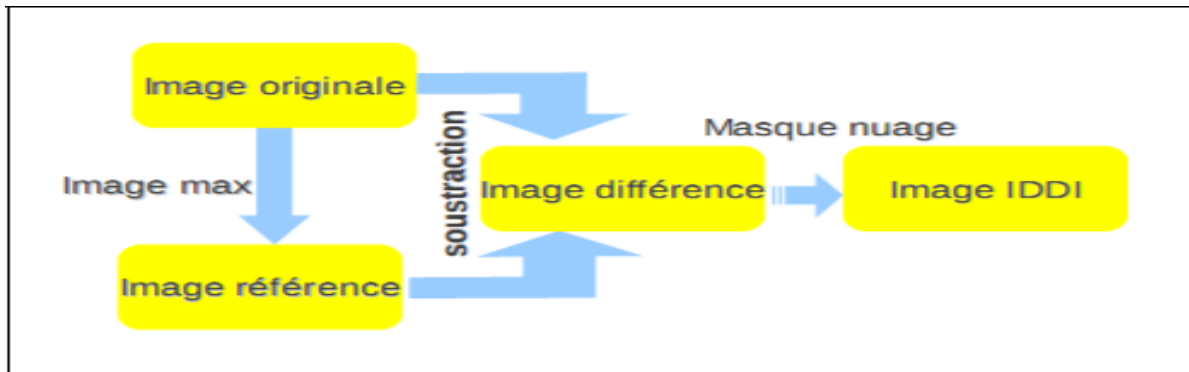 Image originale
Image max
Image référence
soustraction
Image différence
Masque nuage
Image IDDI